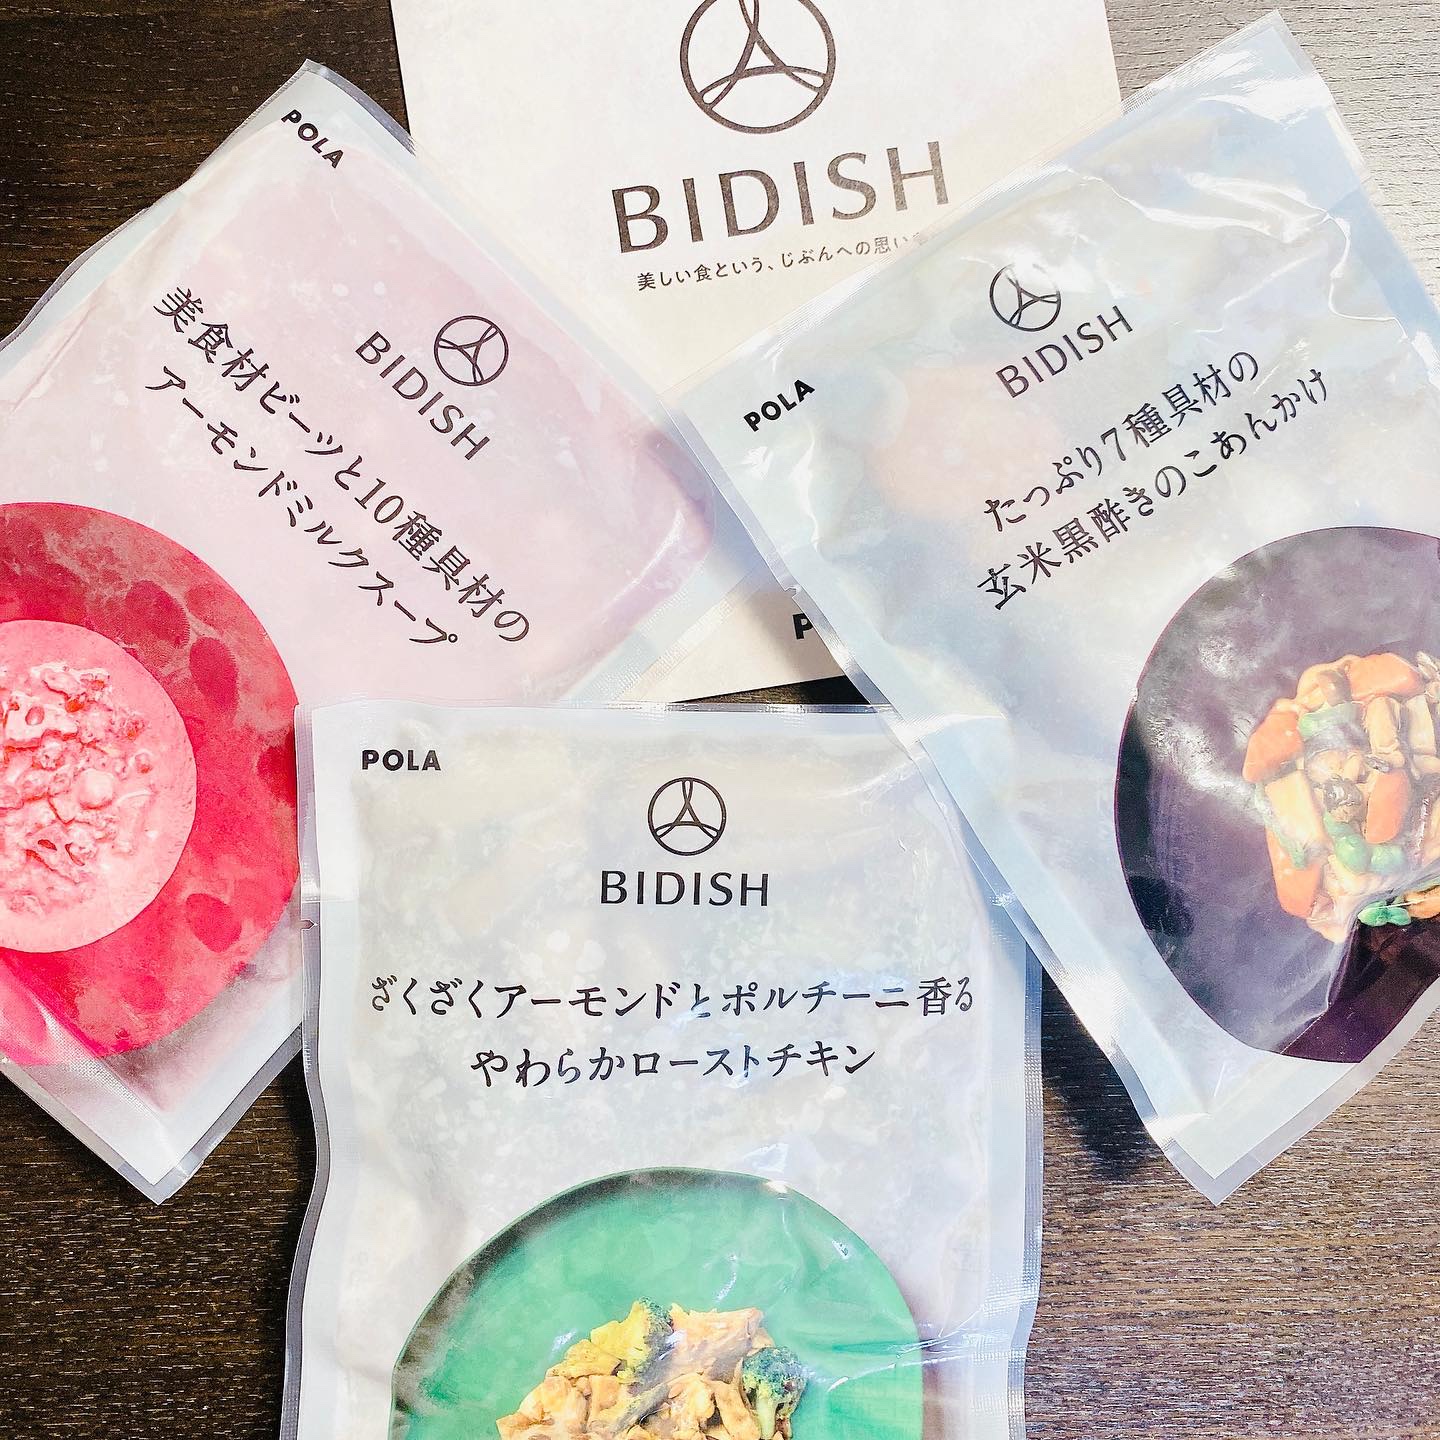 BIDISH
美しい食という、じぶんへの思い
P
POLA
BIDISH
美食材ビーツと10種具材の
アーモンドミルクスープ
POLA
BIDISH
たっぷり7種具材の
玄米黒酢きのこあんかけ
POLA
BIDISH
ざくざくアーモンドとポルチーニ香る
やわらかローストチキン